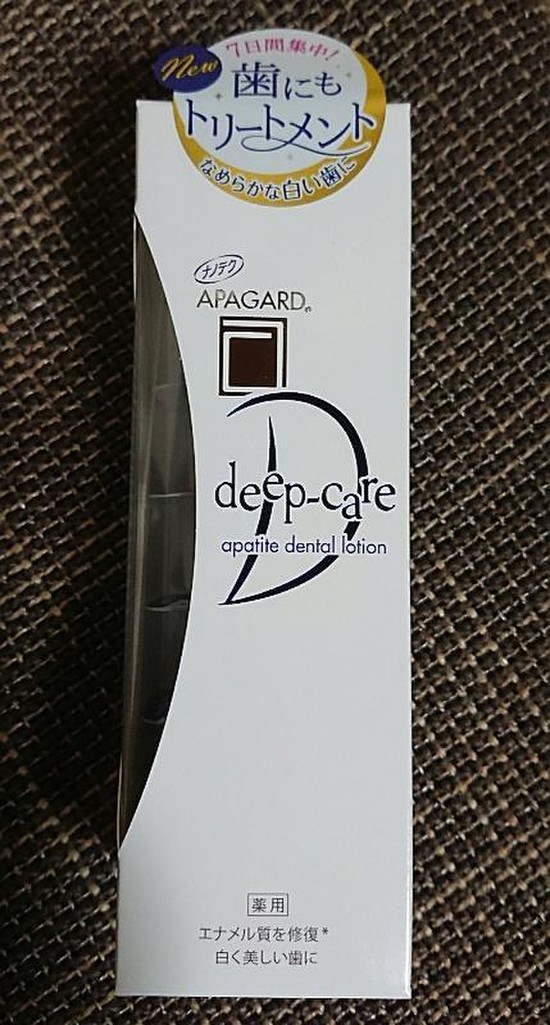 New
7日間集中!
歯にも
トリートメント
なめらかな白い歯に
ナノテク
APAGARD®
D
deep-care
apatite dental lotion
薬用
エナメル質を修復*
白く美しい歯に